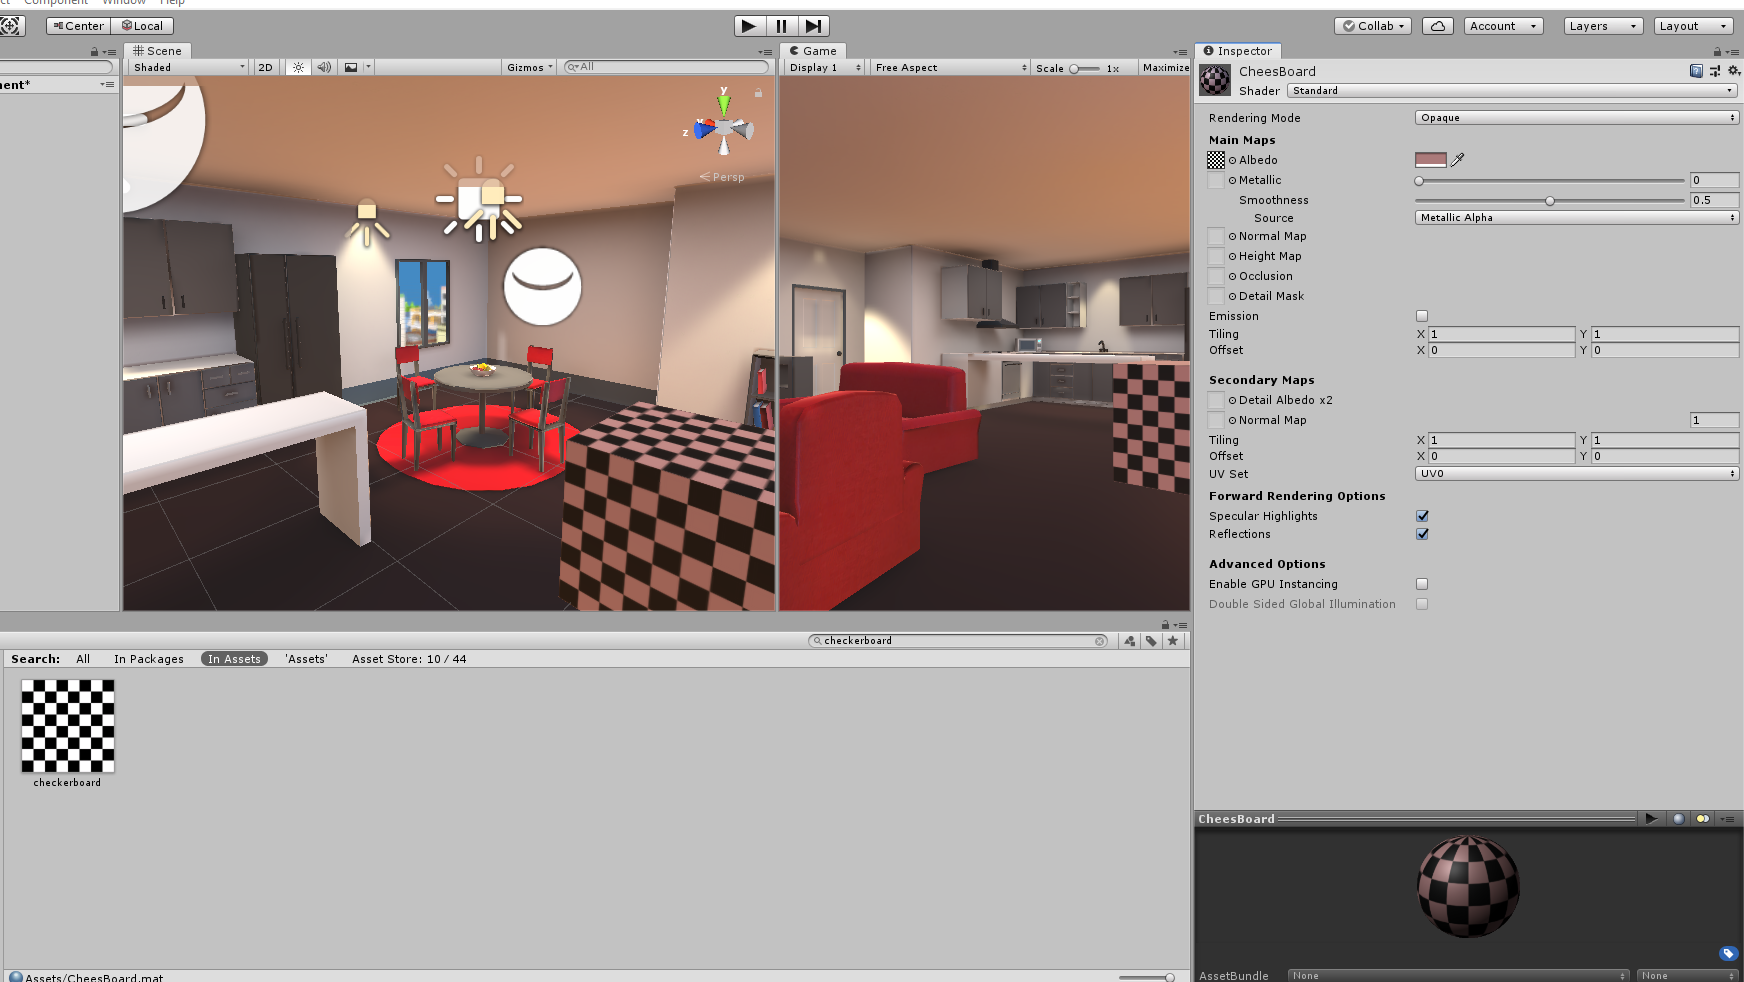 Component Window Help
Center Local Collab Account Layers Layout
Scene Game Inspector
Shaded 2D Gizmos All Display 1 Free Aspect Scale 1x Maximize
ment*
CheesBoard
Shader Standard
y
x
z
Persp
Rendering Mode Opaque
Main Maps
Albedo
Metallic 0
Smoothness 0.5
Source Metallic Alpha
Normal Map
Height Map
Occlusion
Detail Mask
Emission
Tiling X 1 Y 1
Offset X 0 Y 0
Secondary Maps
Detail Albedo x2
Normal Map 1
Tiling X 1 Y 1
Offset X 0 Y 0
UV Set UV0
Forward Rendering Options
Specular Highlights
Reflections
Advanced Options
Enable GPU Instancing
Double Sided Global Illumination
checkerboard
Search: All In Packages In Assets 'Assets' Asset Store: 10 / 44
checkerboard
CheesBoard
Assets/CheesBoard.mat
AssetBundle None None